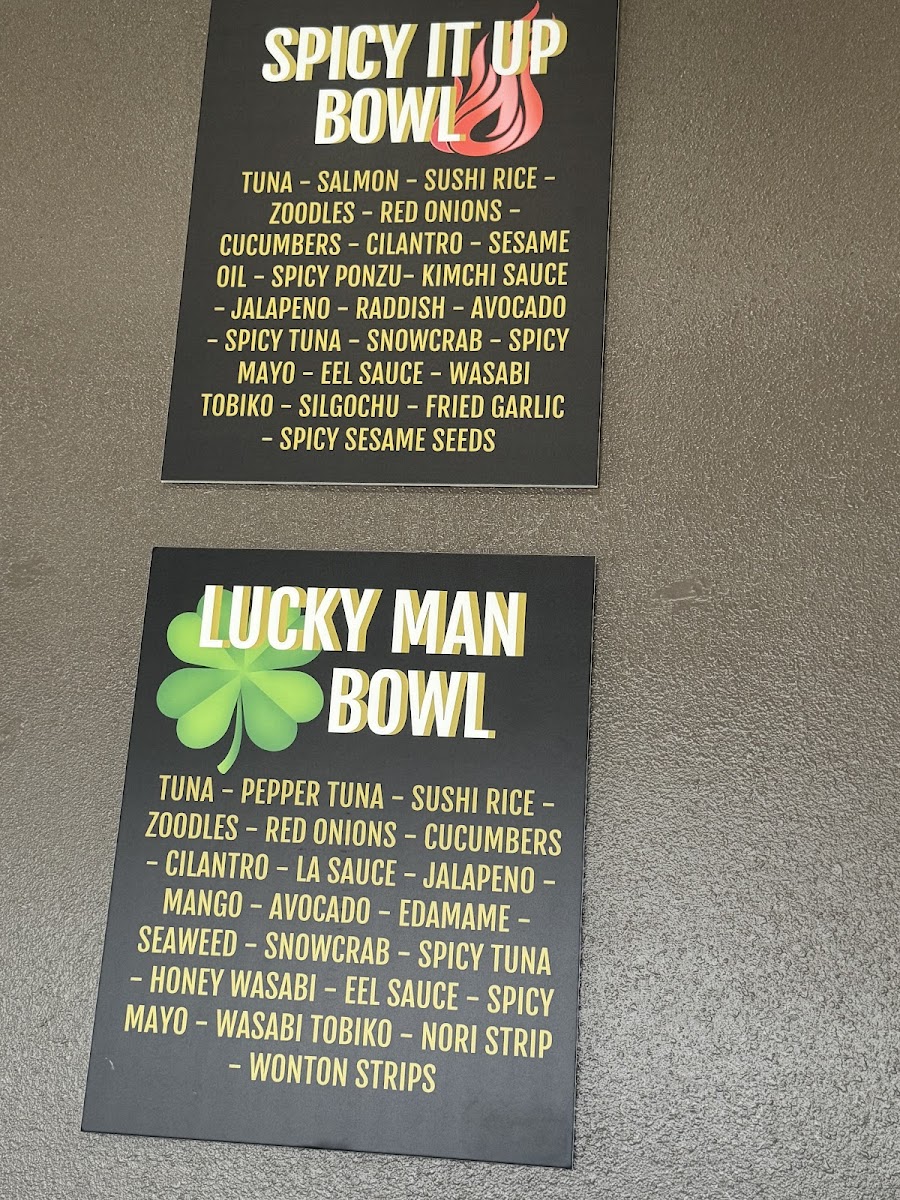 SPICY IT UP
BOWL
TUNA - SALMON - SUSHI RICE -
ZOODLES - RED ONIONS -
CUCUMBERS - CILANTRO - SESAME
OIL - SPICY PONZU- KIMCHI SAUCE
- JALAPENO - RADDISH - AVOCADO
- SPICY TUNA - SNOWCRAB - SPICY
MAYO - EEL SAUCE - WASABI
TOBIKO - SILGOCHU - FRIED GARLIC
- SPICY SESAME SEEDS
LUCKY MAN
BOWL
TUNA - PEPPER TUNA - SUSHI RICE -
ZOODLES - RED ONIONS - CUCUMBERS
- CILANTRO - LA SAUCE - JALAPENO -
MANGO - AVOCADO - EDAMAME -
SEAWEED - SNOWCRAB - SPICY TUNA
- HONEY WASABI - EEL SAUCE - SPICY
MAYO - WASABI TOBIKO - NORI STRIP
- WONTON STRIPS